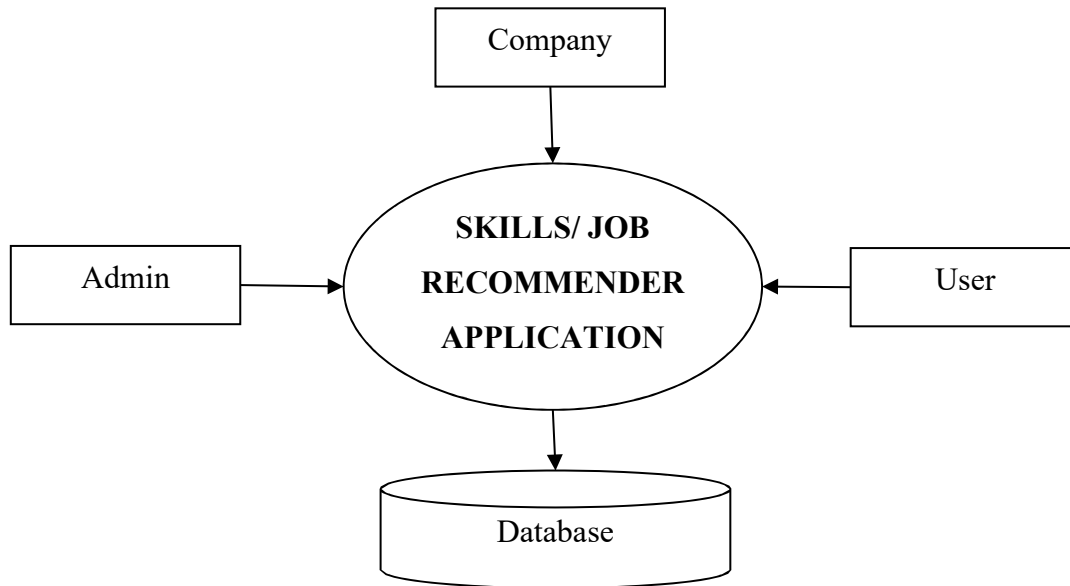 Company
SKILLS/ JOB
RECOMMENDER
APPLICATION
Admin
User
Database